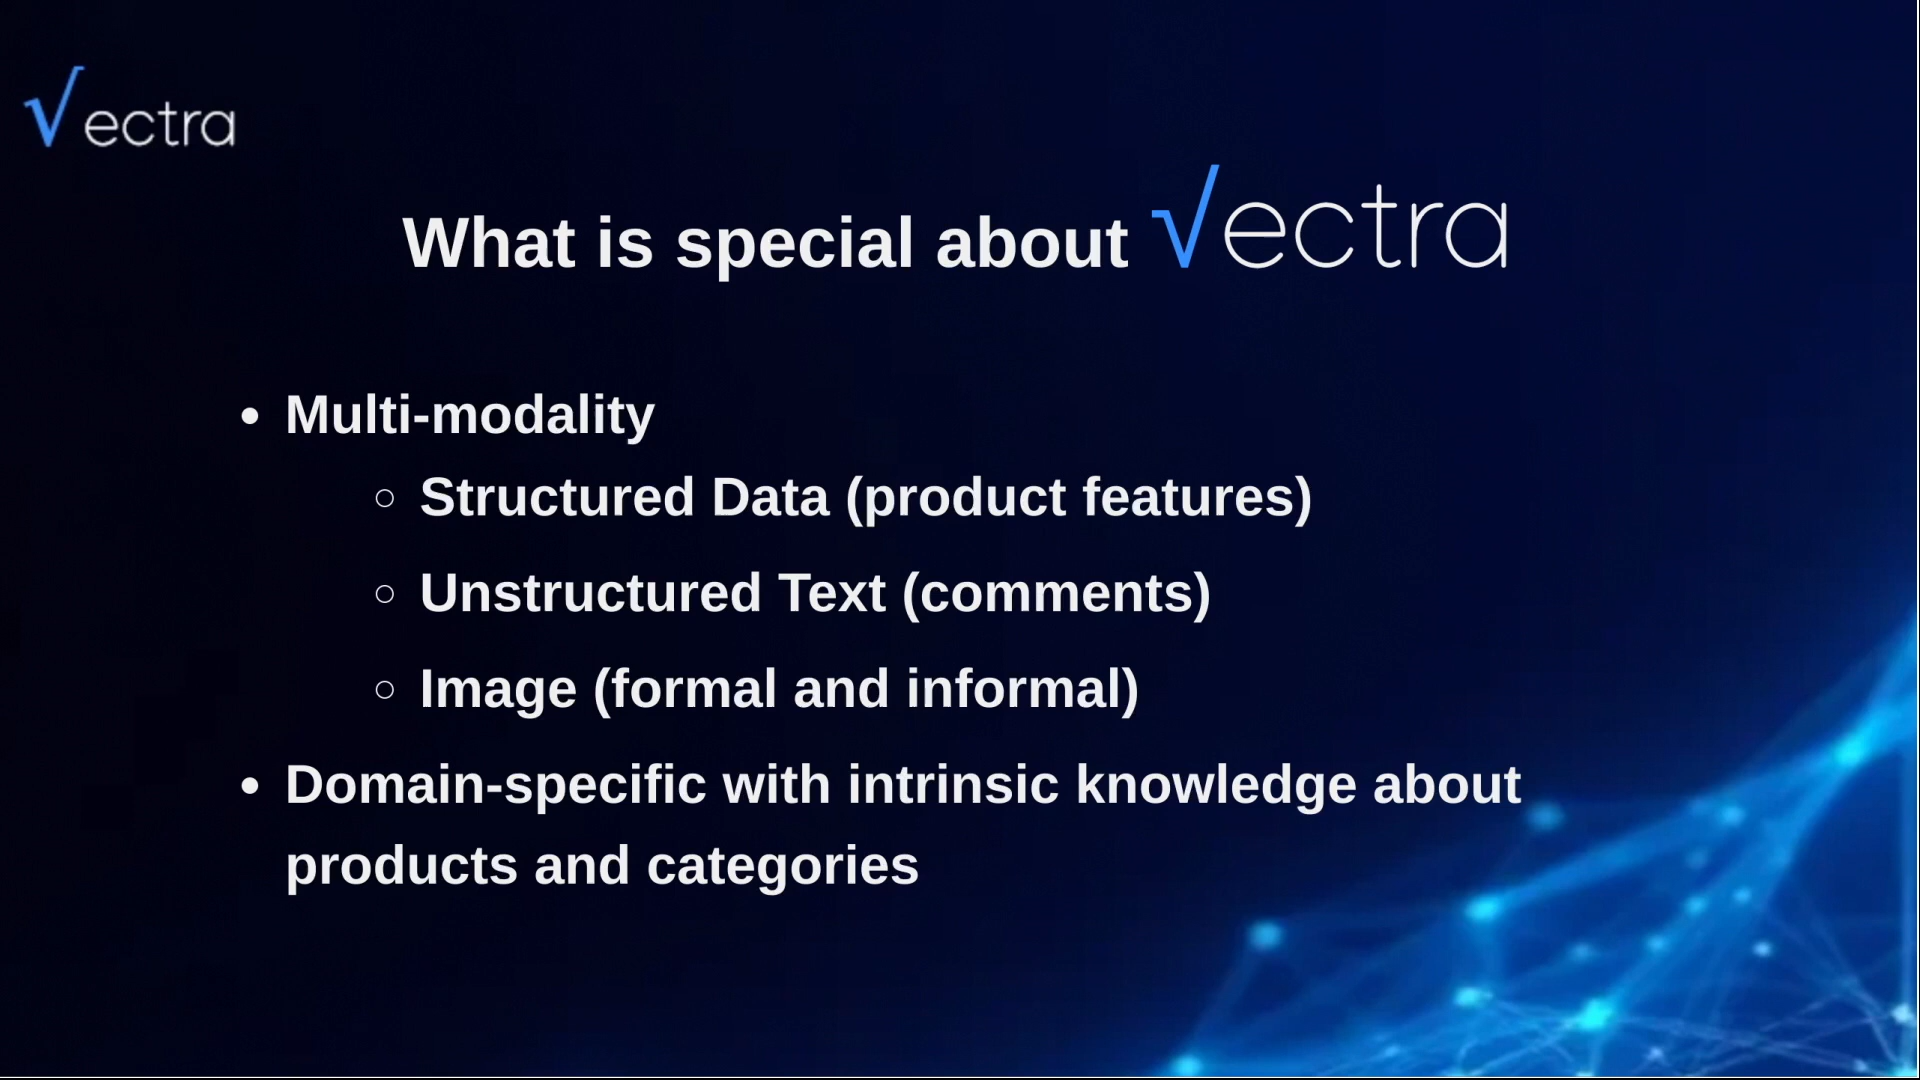 √ectra
What is special about √ectra
• Multi-modality
○ Structured Data (product features)
○ Unstructured Text (comments)
○ Image (formal and informal)
• Domain-specific with intrinsic knowledge about
products and categories